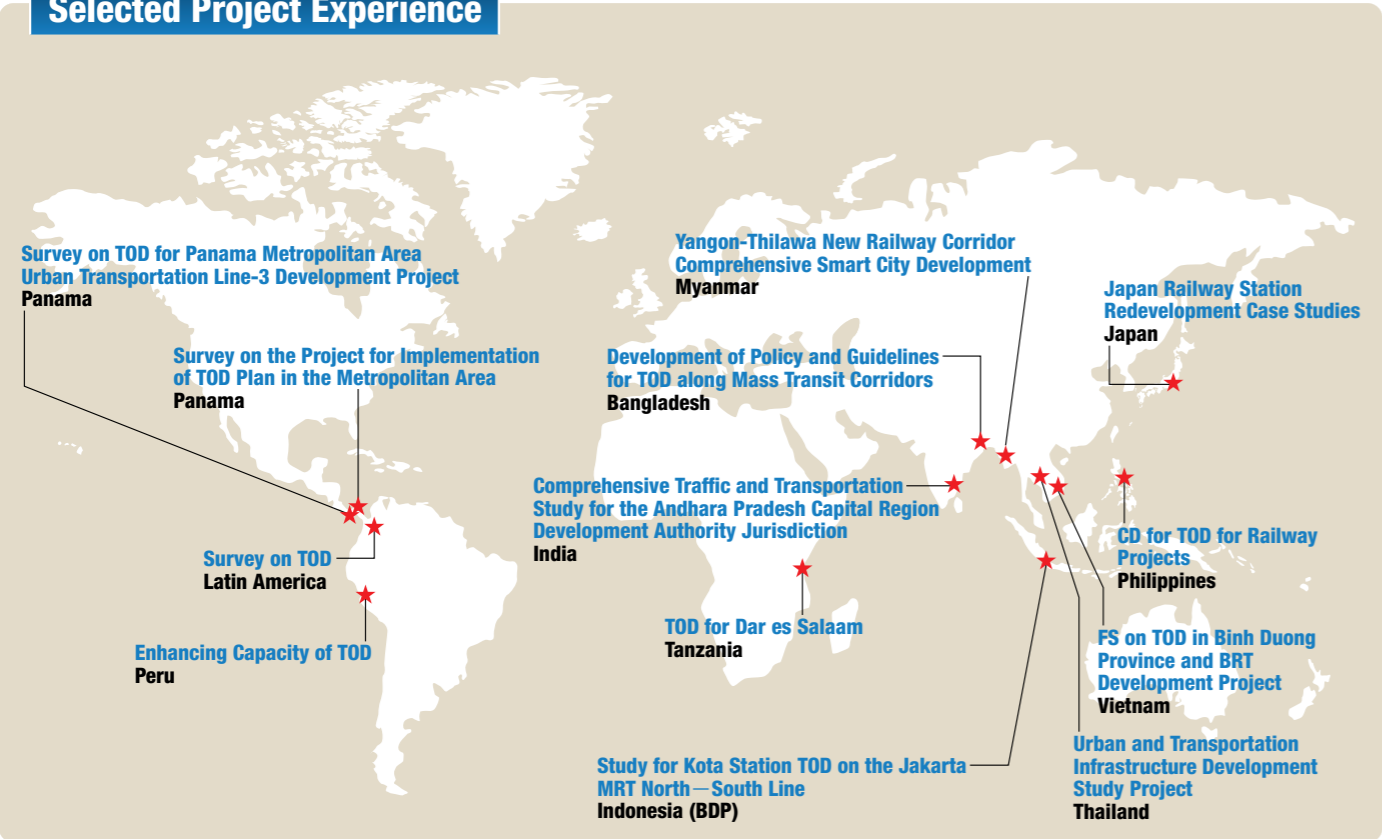 Selected Project Experience
Survey on TOD for Panama Metropolitan Area
Urban Transportation Line-3 Development Project
Panama
Survey on the Project for Implementation
of TOD Plan in the Metropolitan Area
Panama
Survey on TOD
Latin America
Enhancing Capacity of TOD
Peru
Yangon-Thilawa New Railway Corridor
Comprehensive Smart City Development
Myanmar
Development of Policy and Guidelines
for TOD along Mass Transit Corridors
Bangladesh
Comprehensive Traffic and Transportation
Study for the Andhara Pradesh Capital Region
Development Authority Jurisdiction
India
TOD for Dar es Salaam
Tanzania
Study for Kota Station TOD on the Jakarta
MRT North—South Line
Indonesia (BDP)
Japan Railway Station
Redevelopment Case Studies
Japan
CD for TOD for Railway
Projects
Philippines
FS on TOD in Binh Duong
Province and BRT
Development Project
Vietnam
Urban and Transportation
Infrastructure Development
Study Project
Thailand